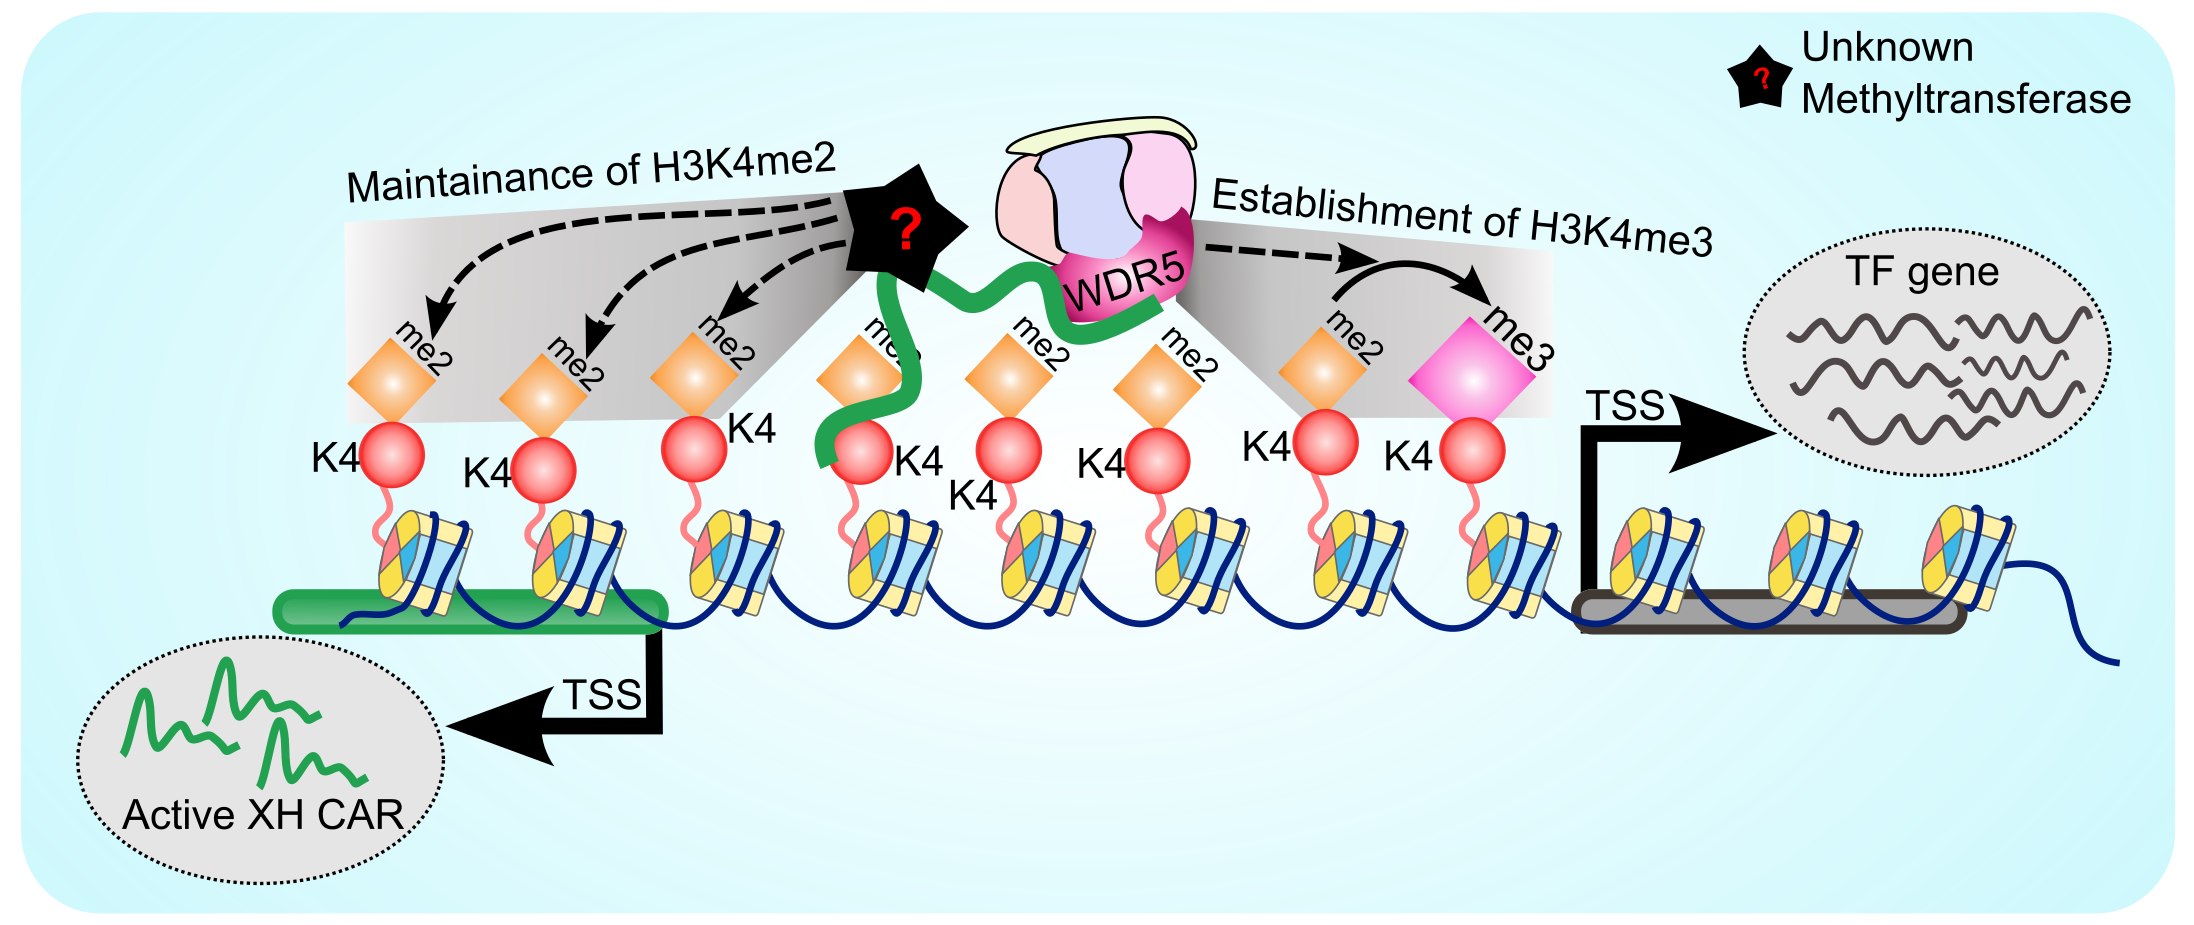 Unknown
Methyltransferase
?
Maintainance of H3K4me2
?
WDR5
Establishment of H3K4me3
TF gene
me2
me2
me2
me2
me2
me2
me2
me3
K4
K4
K4
K4
K4
K4
K4
K4
TSS
TSS
Active XH CAR